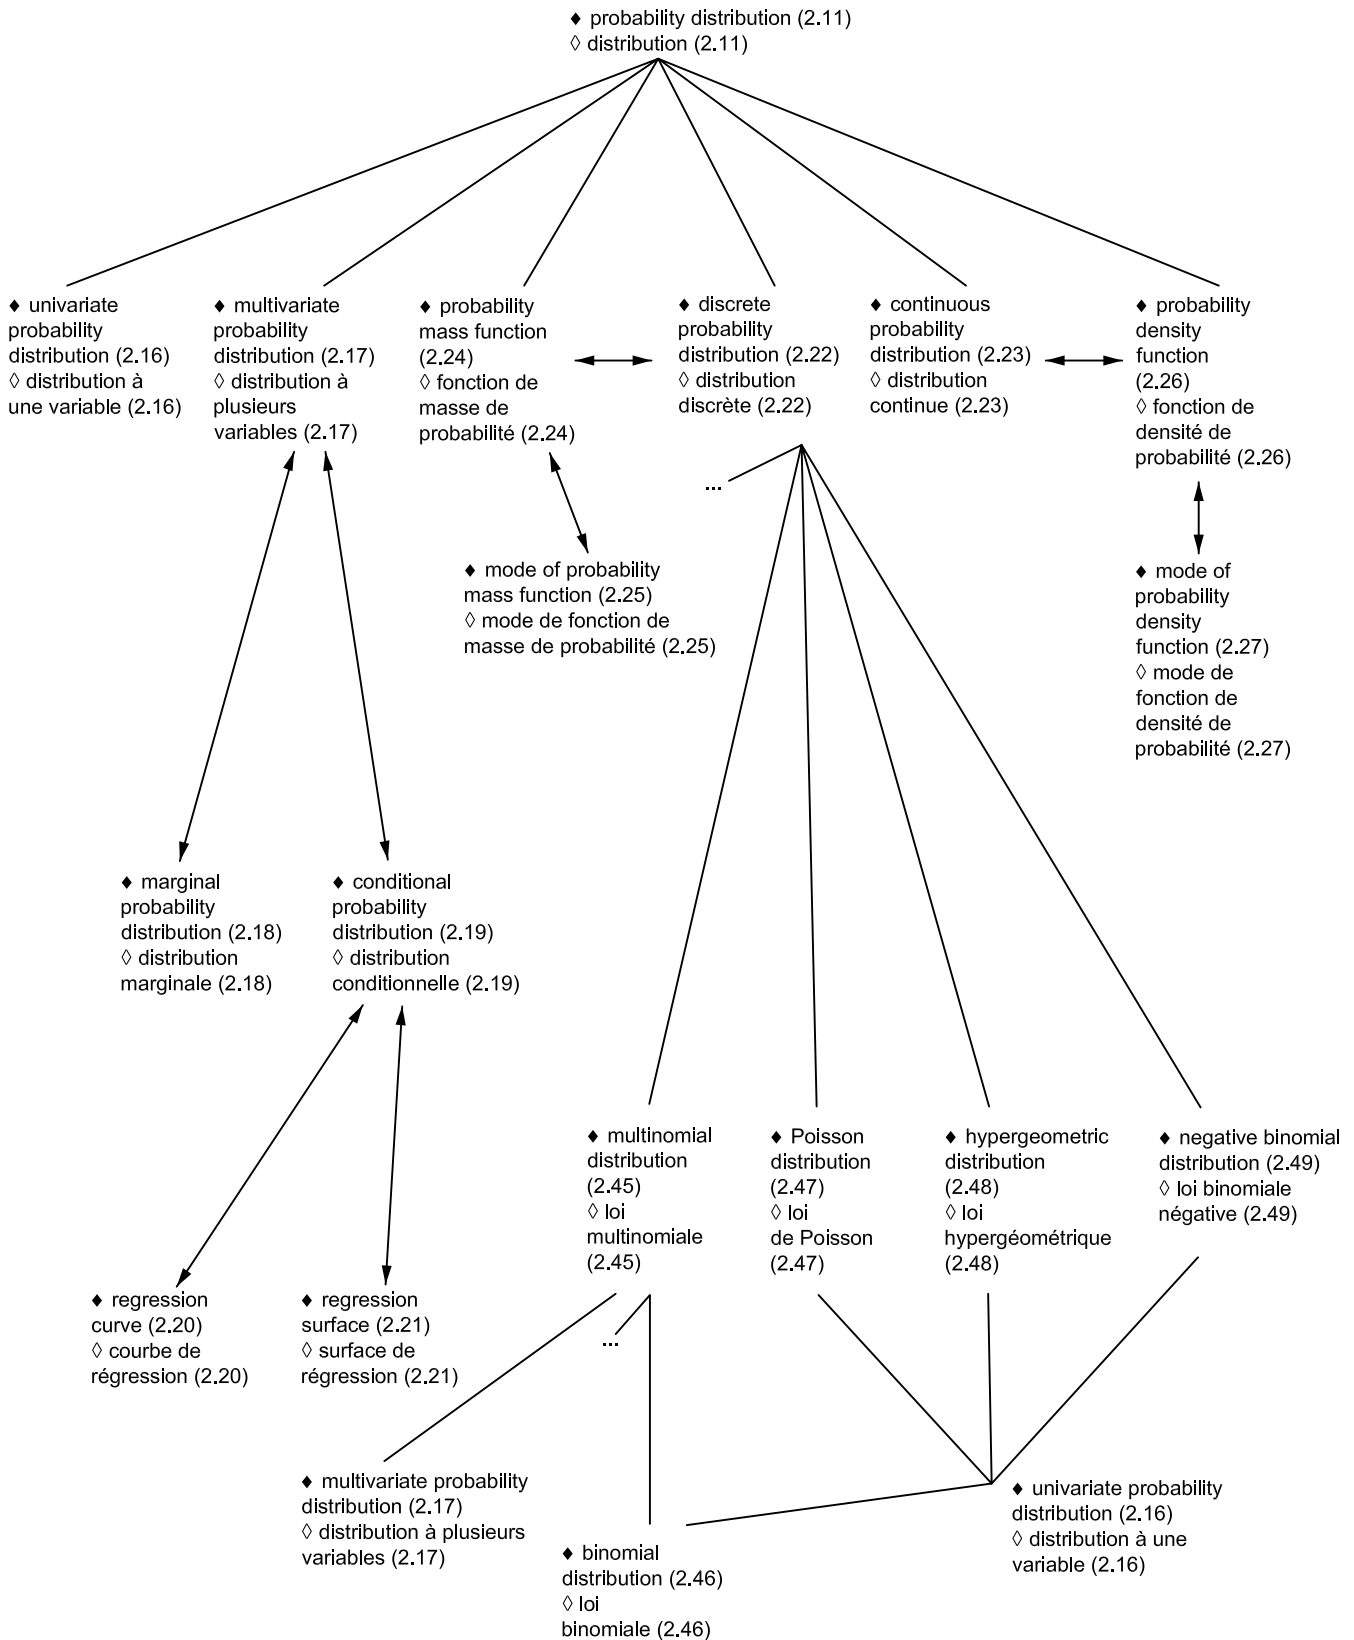 ♦ probability distribution (2.11)
◊ distribution (2.11)
♦ univariate
probability
distribution (2.16)
◊ distribution à
une variable (2.16)
♦ multivariate
probability
distribution (2.17)
◊ distribution à
plusieurs
variables (2.17)
♦ probability
mass function
(2.24)
◊ fonction de
masse de
probabilité (2.24)
♦ discrete
probability
distribution (2.22)
◊ distribution
discrète (2.22)
♦ continuous
probability
distribution (2.23)
◊ distribution
continue (2.23)
♦ probability
density
function
(2.26)
◊ fonction de
densité de
probabilité (2.26)
...
♦ mode of probability
mass function (2.25)
◊ mode de fonction de
masse de probabilité (2.25)
♦ mode of
probability
density
function (2.27)
◊ mode de
fonction de
densité de
probabilité (2.27)
♦ marginal
probability
distribution (2.18)
◊ distribution
marginale (2.18)
♦ conditional
probability
distribution (2.19)
◊ distribution
conditionnelle (2.19)
♦ multinomial
distribution
(2.45)
◊ loi
multinomiale
(2.45)
♦ Poisson
distribution
(2.47)
◊ loi
de Poisson
(2.47)
♦ hypergeometric
distribution
(2.48)
◊ loi
hypergéométrique
(2.48)
♦ negative binomial
distribution (2.49)
◊ loi binomiale
négative (2.49)
♦ regression
curve (2.20)
◊ courbe de
régression (2.20)
♦ regression
surface (2.21)
◊ surface de
régression (2.21)
...
♦ multivariate probability
distribution (2.17)
◊ distribution à plusieurs
variables (2.17)
♦ binomial
distribution (2.46)
◊ loi
binomiale (2.46)
♦ univariate probability
distribution (2.16)
◊ distribution à une
variable (2.16)